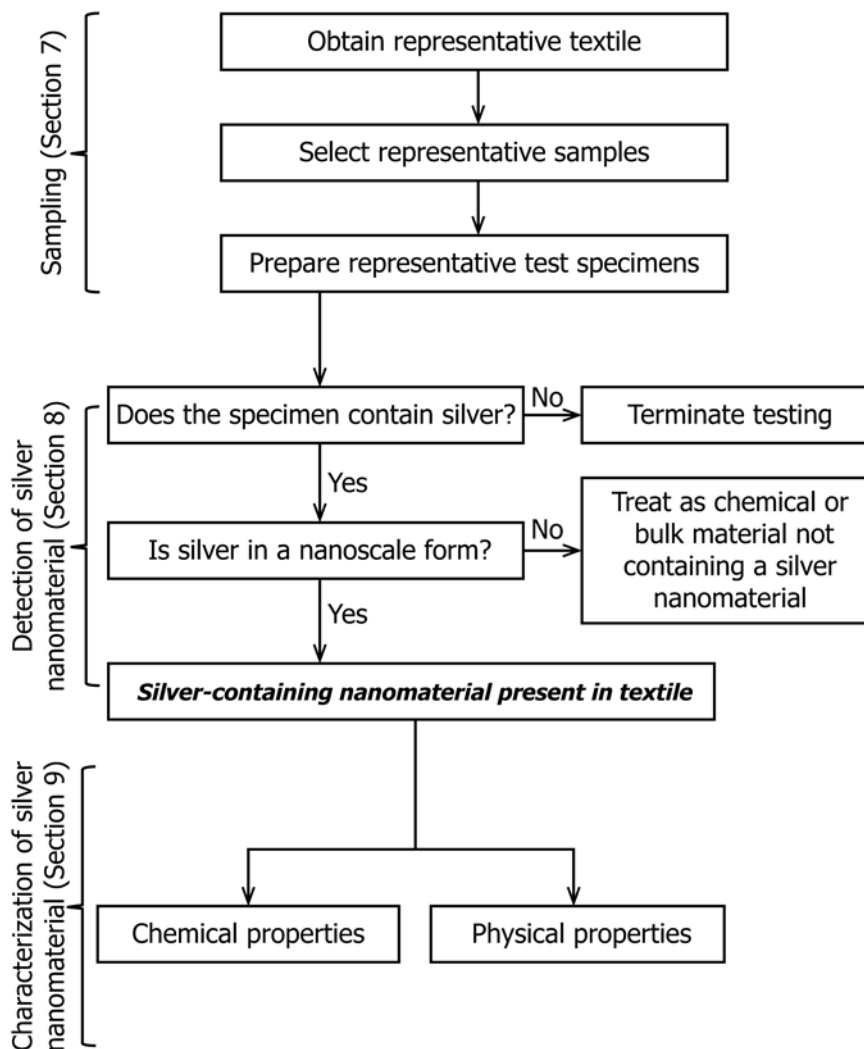 Sampling (Section 7)
Obtain representative textile
Select representative samples
Prepare representative test specimens
Detection of silver
nanomaterial (Section 8)
Does the specimen contain silver?
No
Terminate testing
Yes
Is silver in a nanoscale form?
No
Treat as chemical or
bulk material not
containing a silver
nanomaterial
Yes
Silver-containing nanomaterial present in textile
Characterization of silver
nanomaterial (Section 9)
Chemical properties
Physical properties